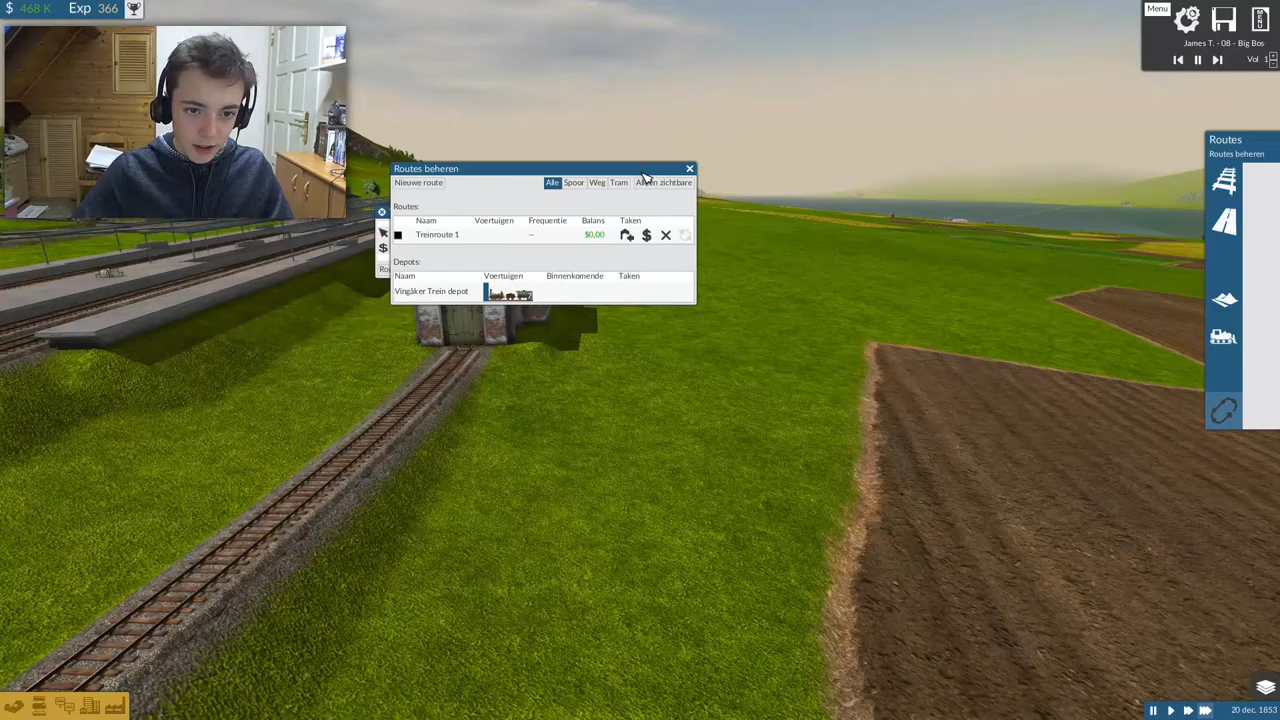 $ 468 K Exp 366
Menu
James T. - 08 - Big Bos
Vol 1
Routes
Routes beheren
Routes beheren
Nieuwe route Alle Spoor Weg Tram Alleen zichtbare
Routes:
Naam Voertuigen Frequentie Balans Taken
Treinroute 1 -- $0,00
Depots:
Naam Voertuigen Binnenkomende Taken
Vingåker Trein depot
20 dec. 1853